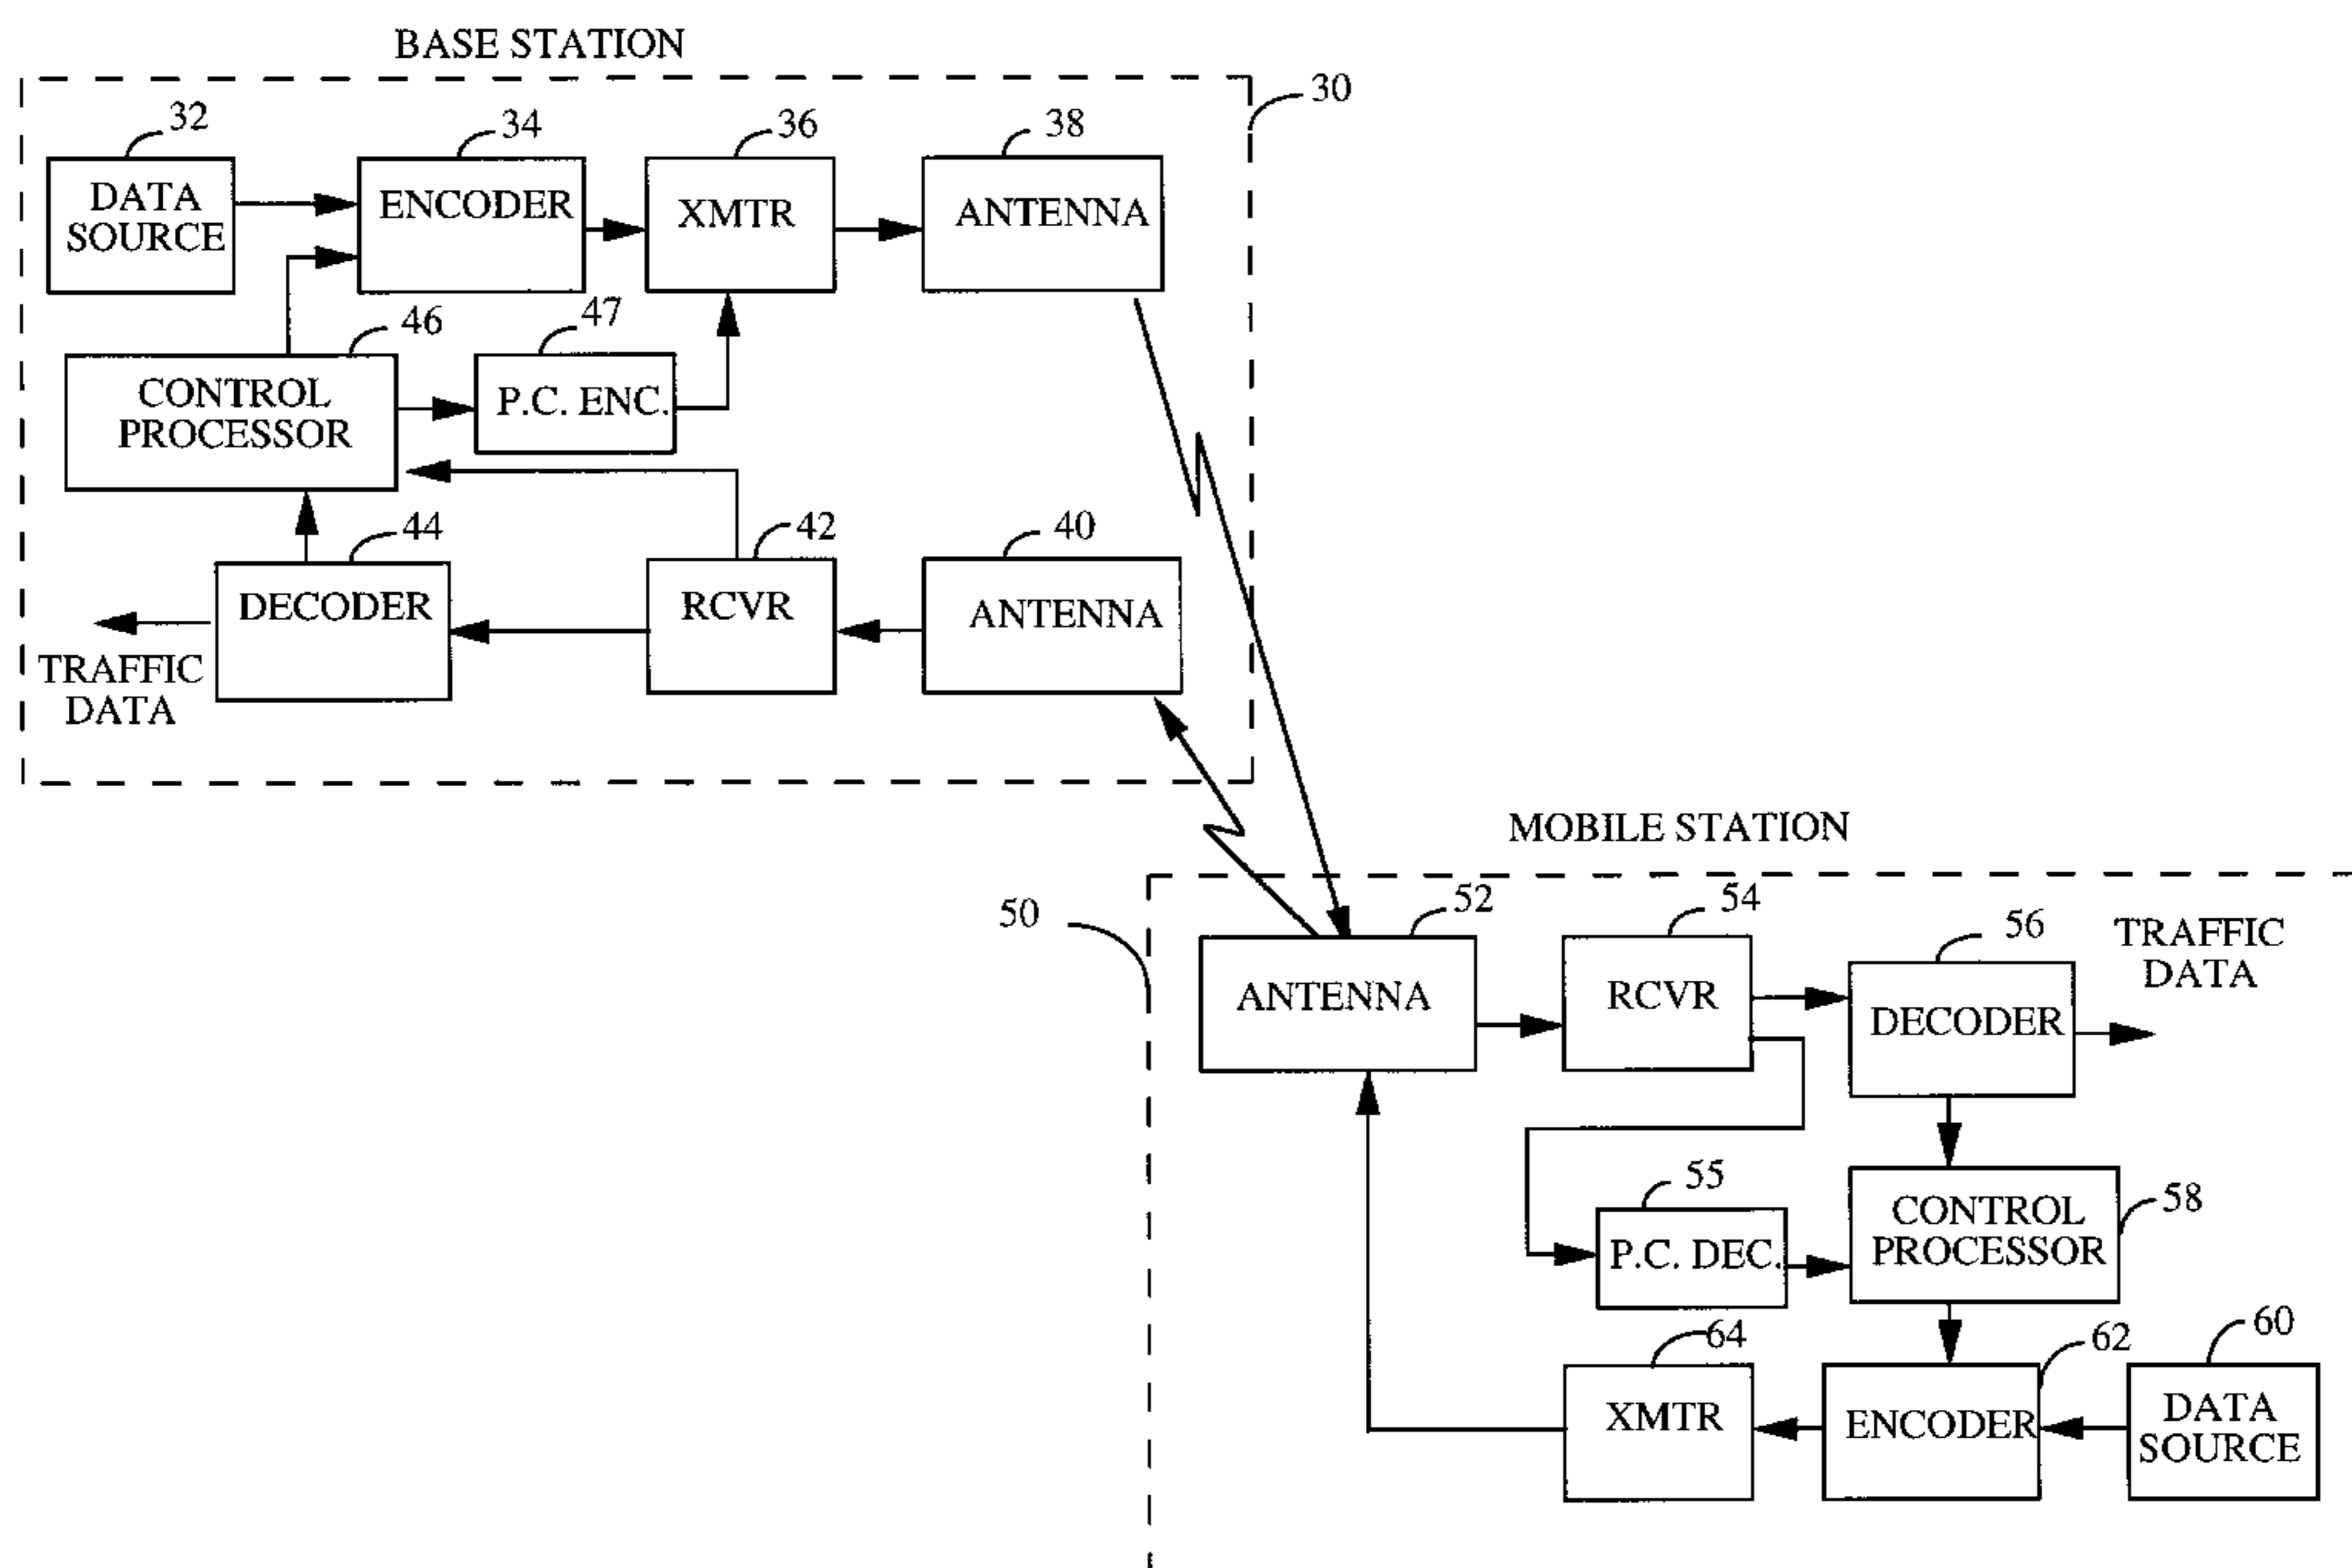 BASE STATION
30
32
34
36
38
DATA
SOURCE
ENCODER
XMTR
ANTENNA
46
47
CONTROL
PROCESSOR
P.C. ENC.
44
42
40
DECODER
RCVR
ANTENNA
TRAFFIC
DATA
MOBILE STATION
50
52
54
56
TRAFFIC
DATA
ANTENNA
RCVR
DECODER
55
58
P.C. DEC.
CONTROL
PROCESSOR
64
62
60
XMTR
ENCODER
DATA
SOURCE